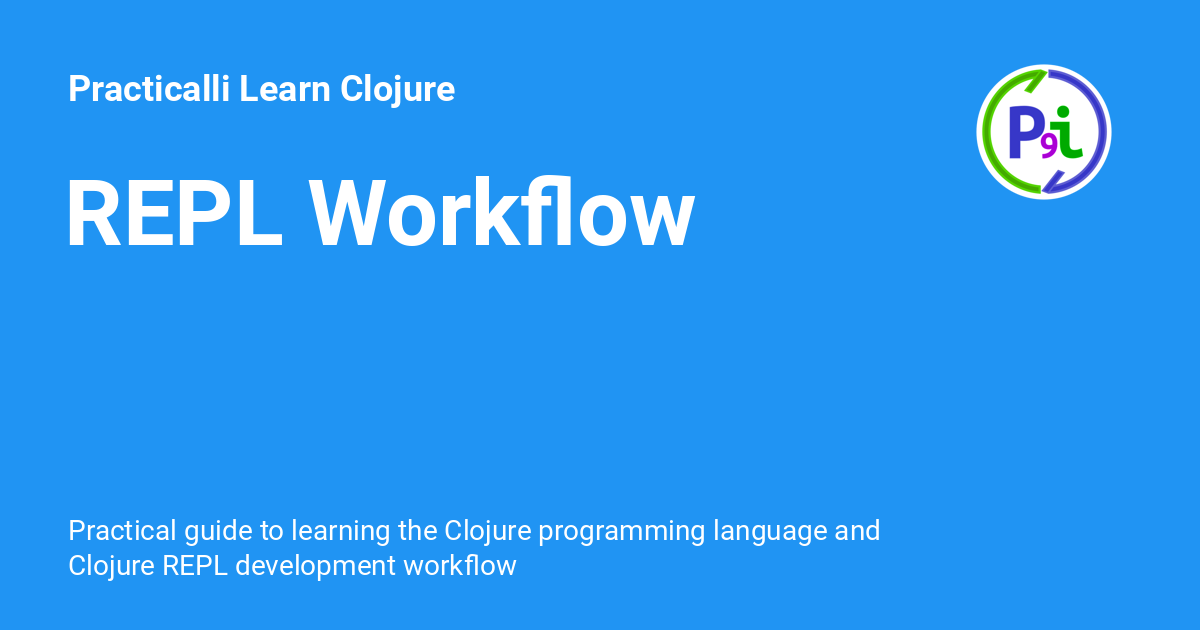 Practicalli Learn Clojure
P9i
REPL Workflow
Practical guide to learning the Clojure programming language and
Clojure REPL development workflow